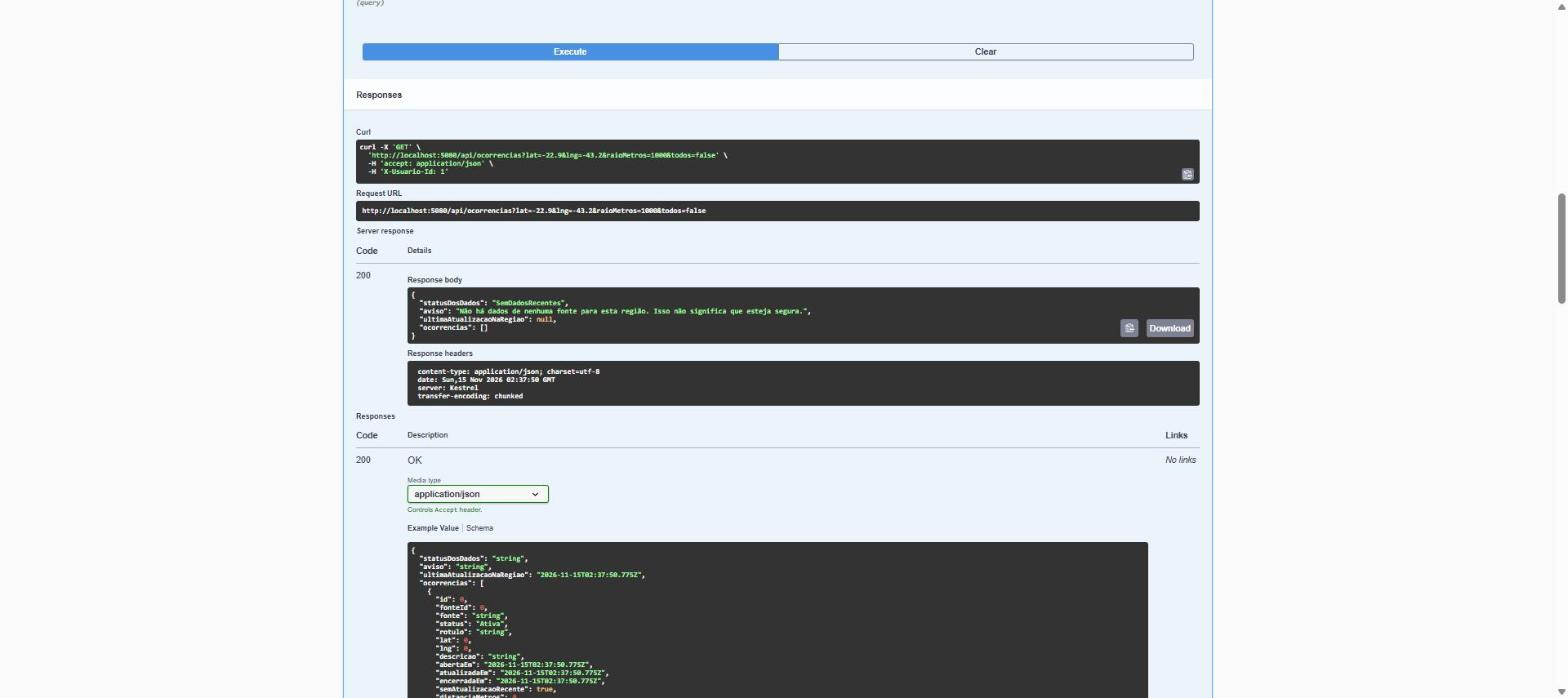 (query)
Execute
Clear
Responses
Curl
curl -X 'GET' \
'http://localhost:5080/api/ocorrencias?lat=-22.9&lng=-43.2&raioMetros=1000&todos=false' \
-H 'accept: application/json' \
-H 'X-Usuario-Id: 1'
Request URL
http://localhost:5080/api/ocorrencias?lat=-22.9&lng=-43.2&raioMetros=1000&todos=false
Server response
Code Details
200
Response body
{
"statusDosDados": "SemDadosRecentes",
"aviso": "Não há dados de nenhuma fonte para esta região. Isso não significa que esteja segura.",
"ultimaAtualizacaoNaRegiao": null,
"ocorrencias": []
}
Download
Response headers
content-type: application/json; charset=utf-8
date: Sun,15 Nov 2026 02:37:50 GMT
server: Kestrel
transfer-encoding: chunked
Responses
Code Description Links
200 OK No links
Media type
application/json
Controls Accept header.
Example Value Schema
{
"statusDosDados": "string",
"aviso": "string",
"ultimaAtualizacaoNaRegiao": "2026-11-15T02:37:50.775Z",
"ocorrencias": [
{
"id": 0,
"fonteId": 0,
"fonte": "string",
"status": "Ativa",
"rotulo": "string",
"lat": 0,
"lng": 0,
"descricao": "string",
"abertaEm": "2026-11-15T02:37:50.775Z",
"atualizadaEm": "2026-11-15T02:37:50.775Z",
"encerradaEm": "2026-11-15T02:37:50.775Z",
"semAtualizacaoRecente": true,
"distanciaMetros": 0